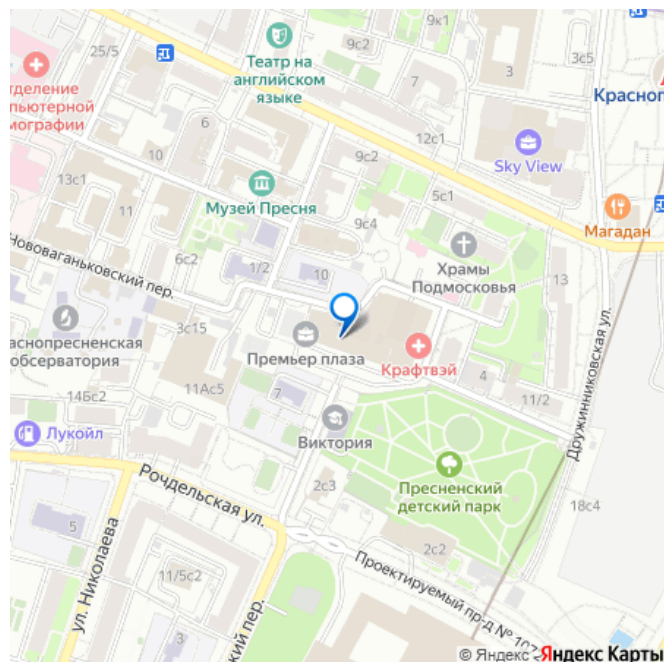 25/5
9с2
9к1
3
3с5
Театр на
английском
языке
Красноп
7
отделение
пьютерной
мографии
6
12с1
10
9с2
Sky View
13с1
5с1
Музей Пресня
Магадан
11
9с4
6с2
Храмы
Подмосковья
Нововаганьковский пер.
1/2
10
13
Дружинниковская ул.
3с15
аснопресненская
обсерватория
Премьер плаза
Крафтвэй
11Ас5
4
14Бс2
7
11/2
Лукойл
Виктория
Рочдельская ул.
2с3
Пресненский
детский парк
18с4
5
ул. Николаева
2с2
11/5с2
Проектируемый пр-д № 107
3
кий пер.
© Яндекс Яндекс Карты